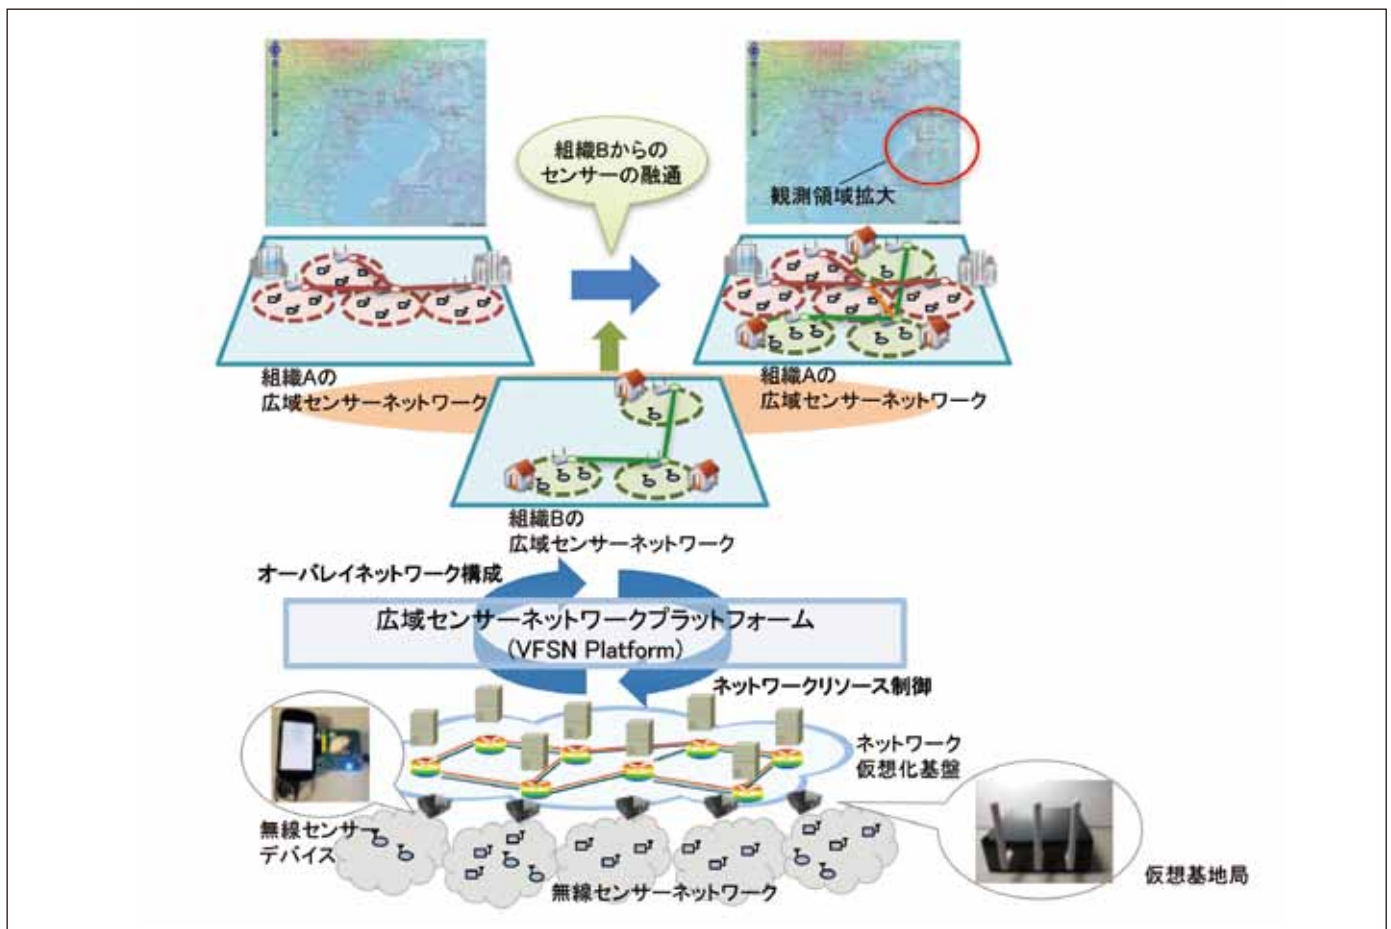 組織Bからの
センサーの融通
観測領域拡大
組織Aの
広域センサーネットワーク
組織Aの
広域センサーネットワーク
組織Bの
広域センサーネットワーク
オーバレイネットワーク構成
広域センサーネットワークプラットフォーム
(VFSN Platform)
ネットワークリソース制御
ネットワーク
仮想化基盤
無線センサー
デバイス
無線センサーネットワーク
仮想基地局